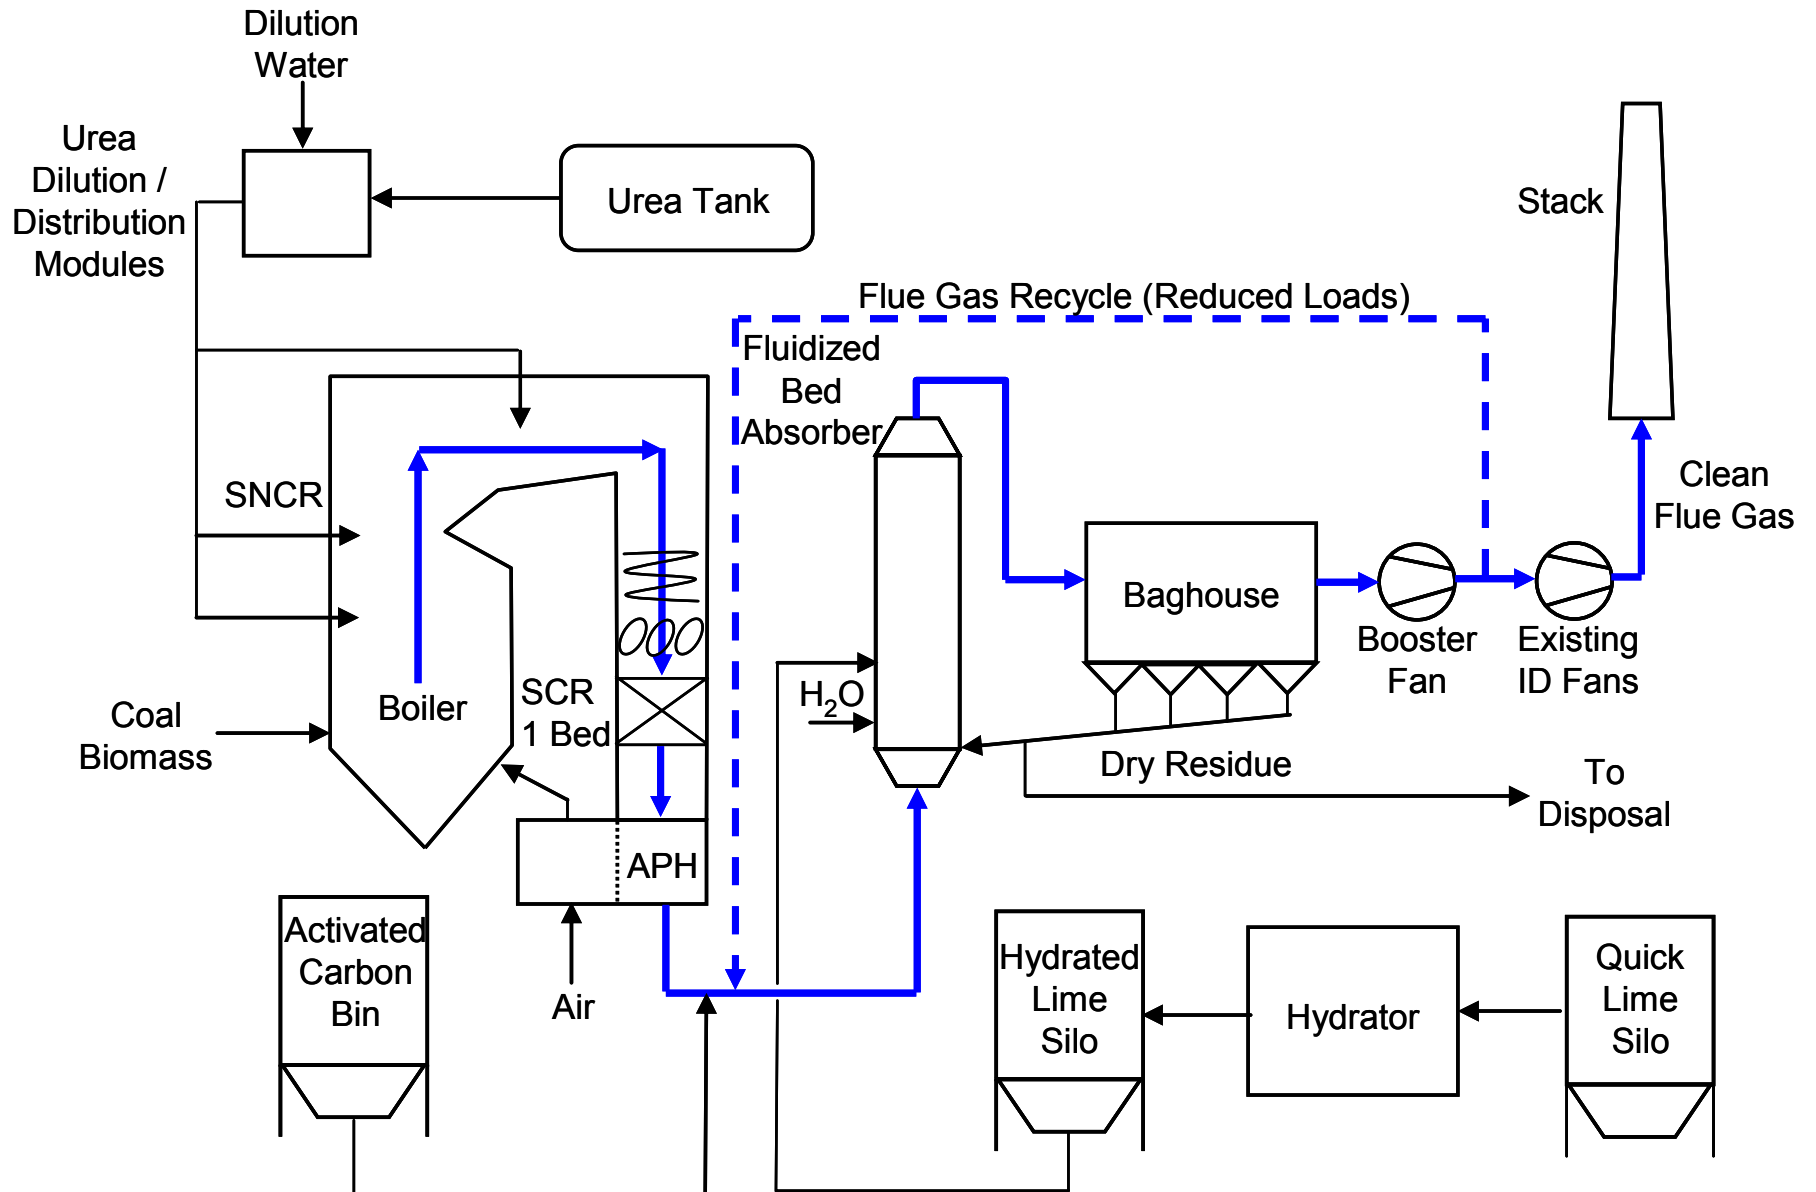 Dilution
Water
Urea
Dilution /
Distribution
Modules
Urea Tank
Stack
Flue Gas Recycle (Reduced Loads)
Fluidized
Bed
Absorber
SNCR
Clean
Flue Gas
Baghouse
Booster
Fan
Existing
ID Fans
Coal
Biomass
Boiler
SCR
1 Bed
H2O
Dry Residue
To
Disposal
APH
Air
Activated
Carbon
Bin
Hydrated
Lime
Silo
Hydrator
Quick
Lime
Silo